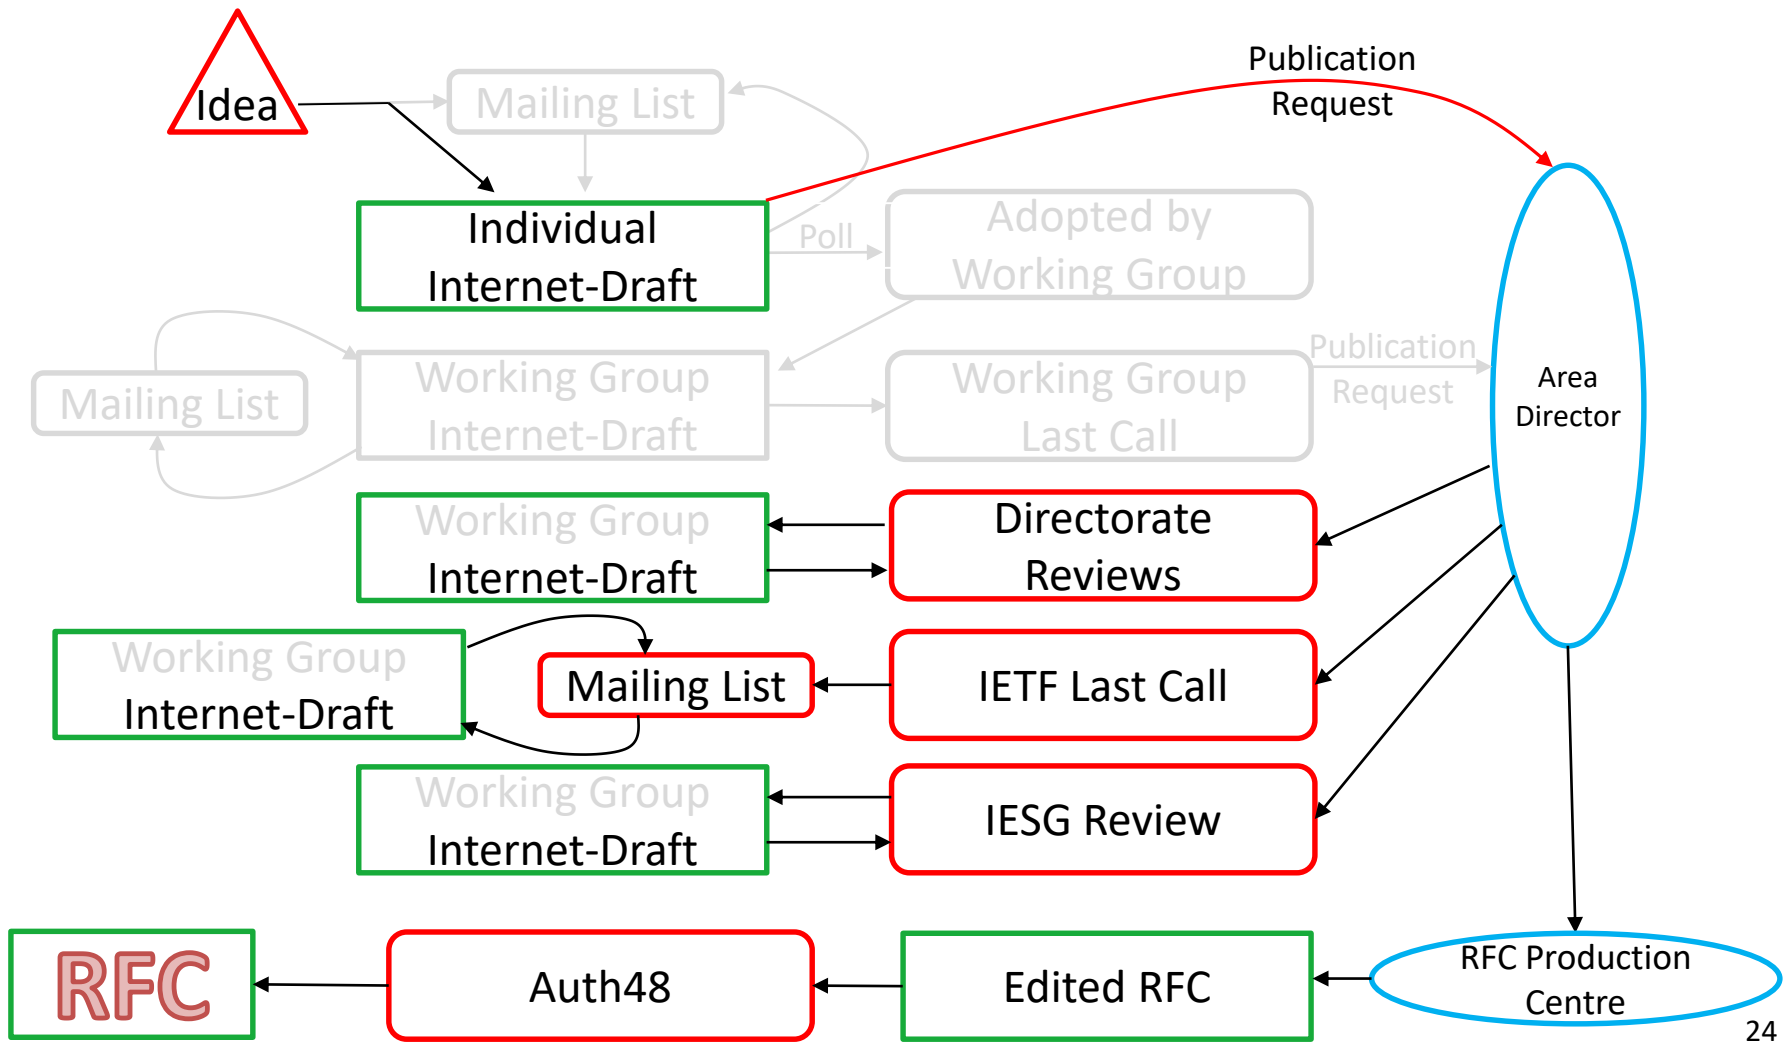 Publication
Request
Idea
Mailing List
Individual
Internet-Draft
Poll
Adopted by
Working Group
Mailing List
Working Group
Internet-Draft
Working Group
Last Call
Publication
Request
Area
Director
Working Group
Internet-Draft
Directorate
Reviews
Working Group
Internet-Draft
Mailing List
IETF Last Call
Working Group
Internet-Draft
IESG Review
RFC
Auth48
Edited RFC
RFC Production
Centre
24